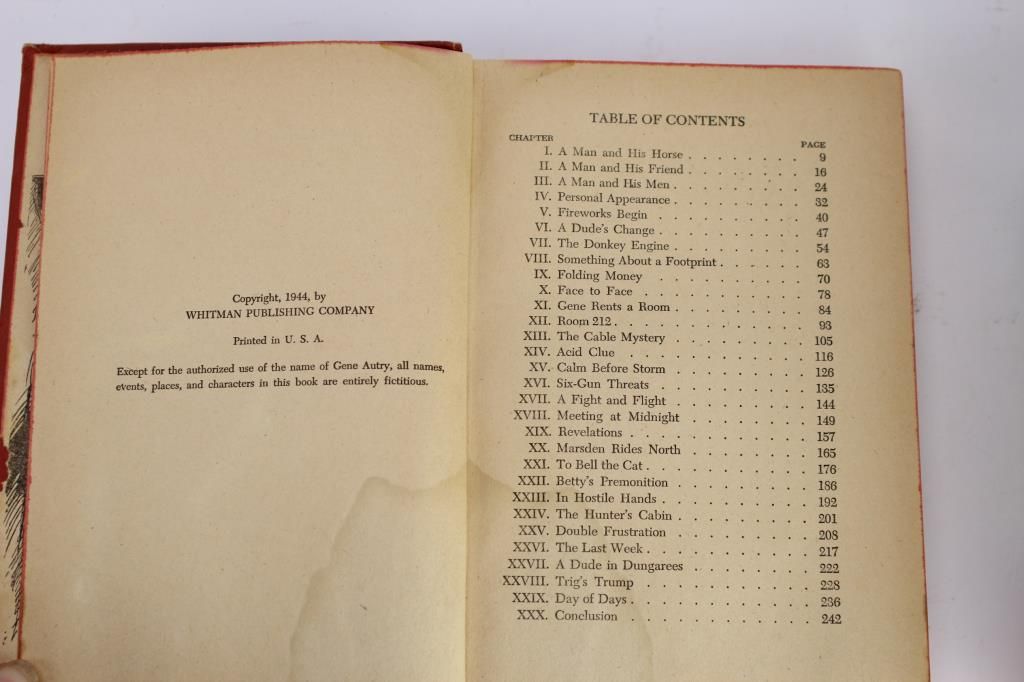 Copyright, 1944, by
WHITMAN PUBLISHING COMPANY
Printed in U. S. A.
Except for the authorized use of the name of Gene Autry, all names,
events, places, and characters in this book are entirely fictitious.
TABLE OF CONTENTS
CHAPTER PAGE
I. A Man and His Horse . . . . . . . . 9
II. A Man and His Friend . . . . . . . . 16
III. A Man and His Men . . . . . . . . . 24
IV. Personal Appearance . . . . . . . . . 32
V. Fireworks Begin . . . . . . . . . . 40
VI. A Dude's Change . . . . . . . . . . 47
VII. The Donkey Engine . . . . . . . . . 54
VIII. Something About a Footprint . . . . . . 63
IX. Folding Money . . . . . . . . . . 70
X. Face to Face . . . . . . . . . . . 78
XI. Gene Rents a Room . . . . . . . . . 84
XII. Room 212 . . . . . . . . . . . . 93
XIII. The Cable Mystery . . . . . . . . . 105
XIV. Acid Clue . . . . . . . . . . . . 116
XV. Calm Before Storm . . . . . . . . . 126
XVI. Six-Gun Threats . . . . . . . . . . 135
XVII. A Fight and Flight . . . . . . . . . 144
XVIII. Meeting at Midnight . . . . . . . . 149
XIX. Revelations . . . . . . . . . . . 157
XX. Marsden Rides North . . . . . . . . 165
XXI. To Bell the Cat . . . . . . . . . . 176
XXII. Betty's Premonition . . . . . . . . . 186
XXIII. In Hostile Hands . . . . . . . . . . 192
XXIV. The Hunter's Cabin . . . . . . . . . 201
XXV. Double Frustration . . . . . . . . . 208
XXVI. The Last Week . . . . . . . . . . 217
XXVII. A Dude in Dungarees . . . . . . . . 222
XXVIII. Trig's Trump . . . . . . . . . . . 228
XXIX. Day of Days . . . . . . . . . . . 236
XXX. Conclusion . . . . . . . . . . . . 242